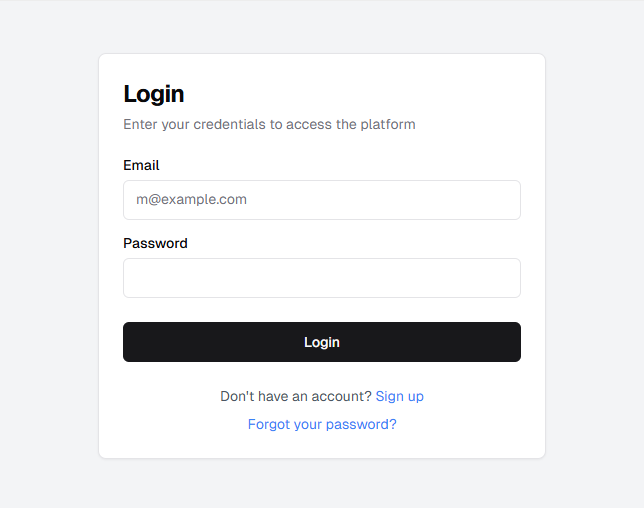 Login
Enter your credentials to access the platform
Email
m@example.com
Password
Login
Don't have an account? Sign up
Forgot your password?